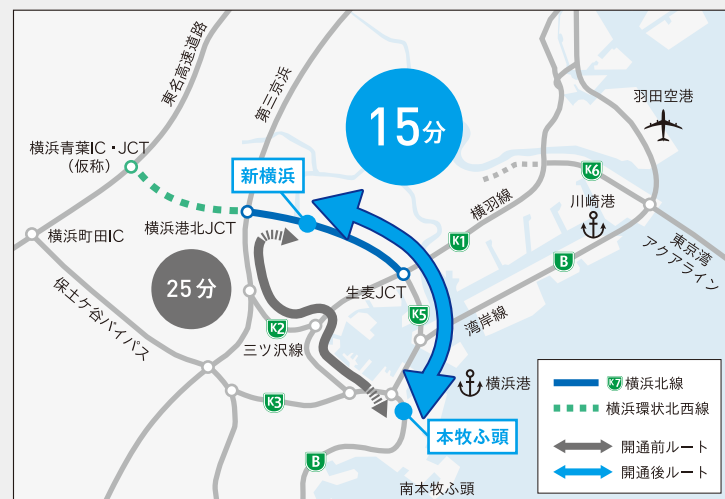 東名高速道路
第三京浜
15分
羽田空港
横浜青葉IC・JCT
(仮称)
新横浜
K6
横羽線
川崎港
横浜港北JCT
横浜町田IC
K1
B
東京湾
アクアライン
25分
生麦JCT
保土ケ谷バイパス
K5
湾岸線
K2
三ツ沢線
横浜港
K3
本牧ふ頭
B
南本牧ふ頭
K7 横浜北線
横浜環状北西線
開通前ルート
開通後ルート